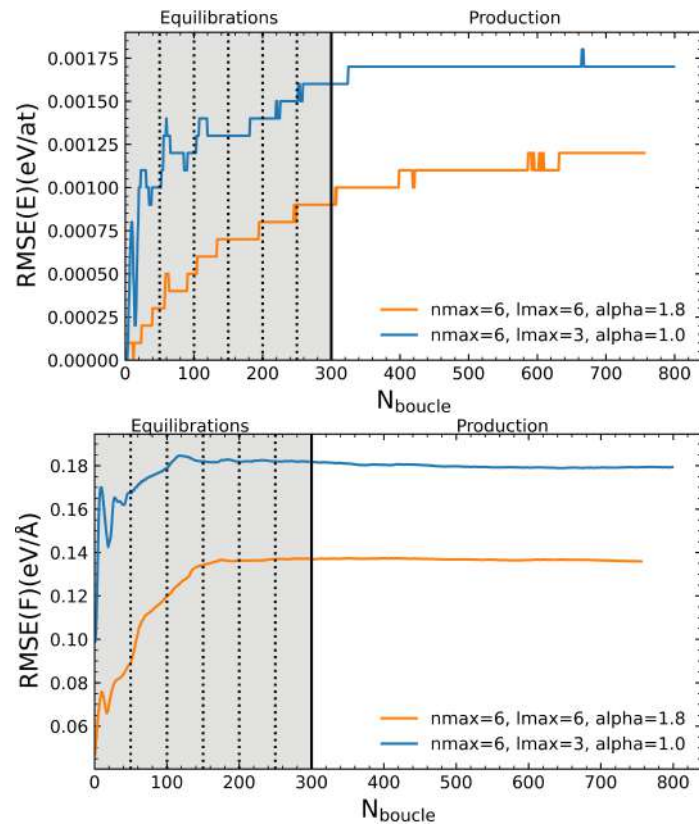 Equilibrations Production
RMSE(E)(eV/at)
0.00175
0.00150
0.00125
0.00100
0.00075
0.00050
0.00025
0.00000
nmax=6, lmax=6, alpha=1.8
nmax=6, lmax=3, alpha=1.0
0 100 200 300 400 500 600 700 800
Nboucle
Equilibrations Production
RMSE(F)(eV/Å)
0.18
0.16
0.14
0.12
0.10
0.08
0.06
nmax=6, lmax=6, alpha=1.8
nmax=6, lmax=3, alpha=1.0
0 100 200 300 400 500 600 700 800
Nboucle